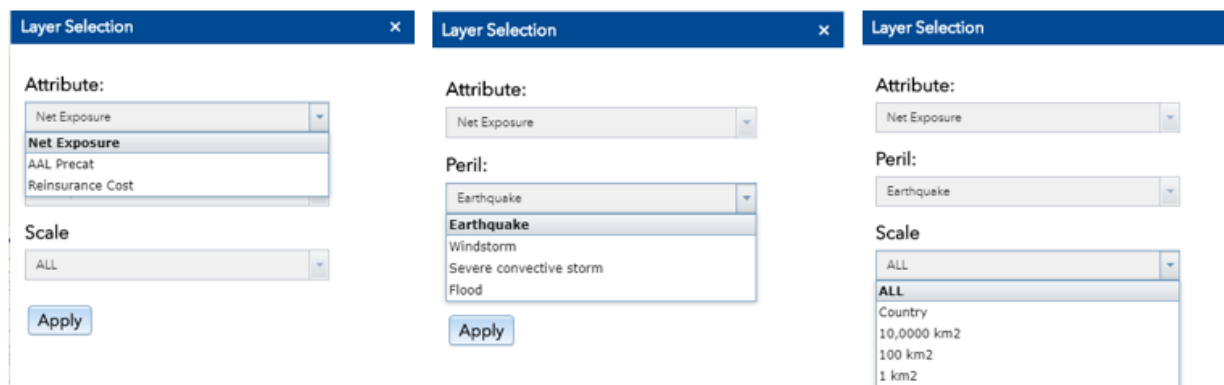 Layer Selection ×
Attribute:
Net Exposure
Net Exposure
AAL Precat
Reinsurance Cost
Scale
ALL
Apply
Layer Selection ×
Attribute:
Net Exposure
Peril:
Earthquake
Earthquake
Windstorm
Severe convective storm
Flood
Apply
Layer Selection
Attribute:
Net Exposure
Peril:
Earthquake
Scale
ALL
ALL
Country
10,0000 km2
100 km2
1 km2